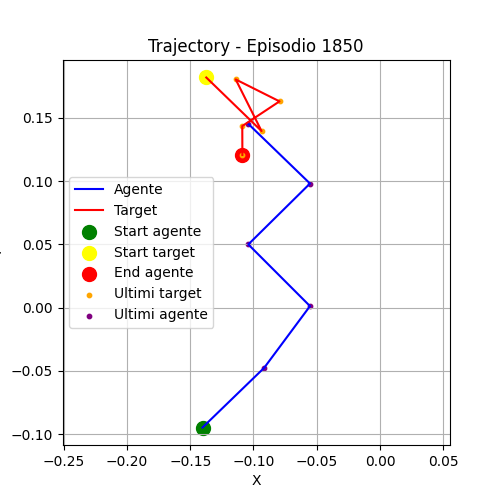 Trajectory - Episodio 1850
0.15
0.10
0.05
0.00
−0.05
−0.10
Agente
Target
Start agente
Start target
End agente
Ultimi target
Ultimi agente
−0.25 −0.20 −0.15 −0.10 −0.05 0.00 0.05
X